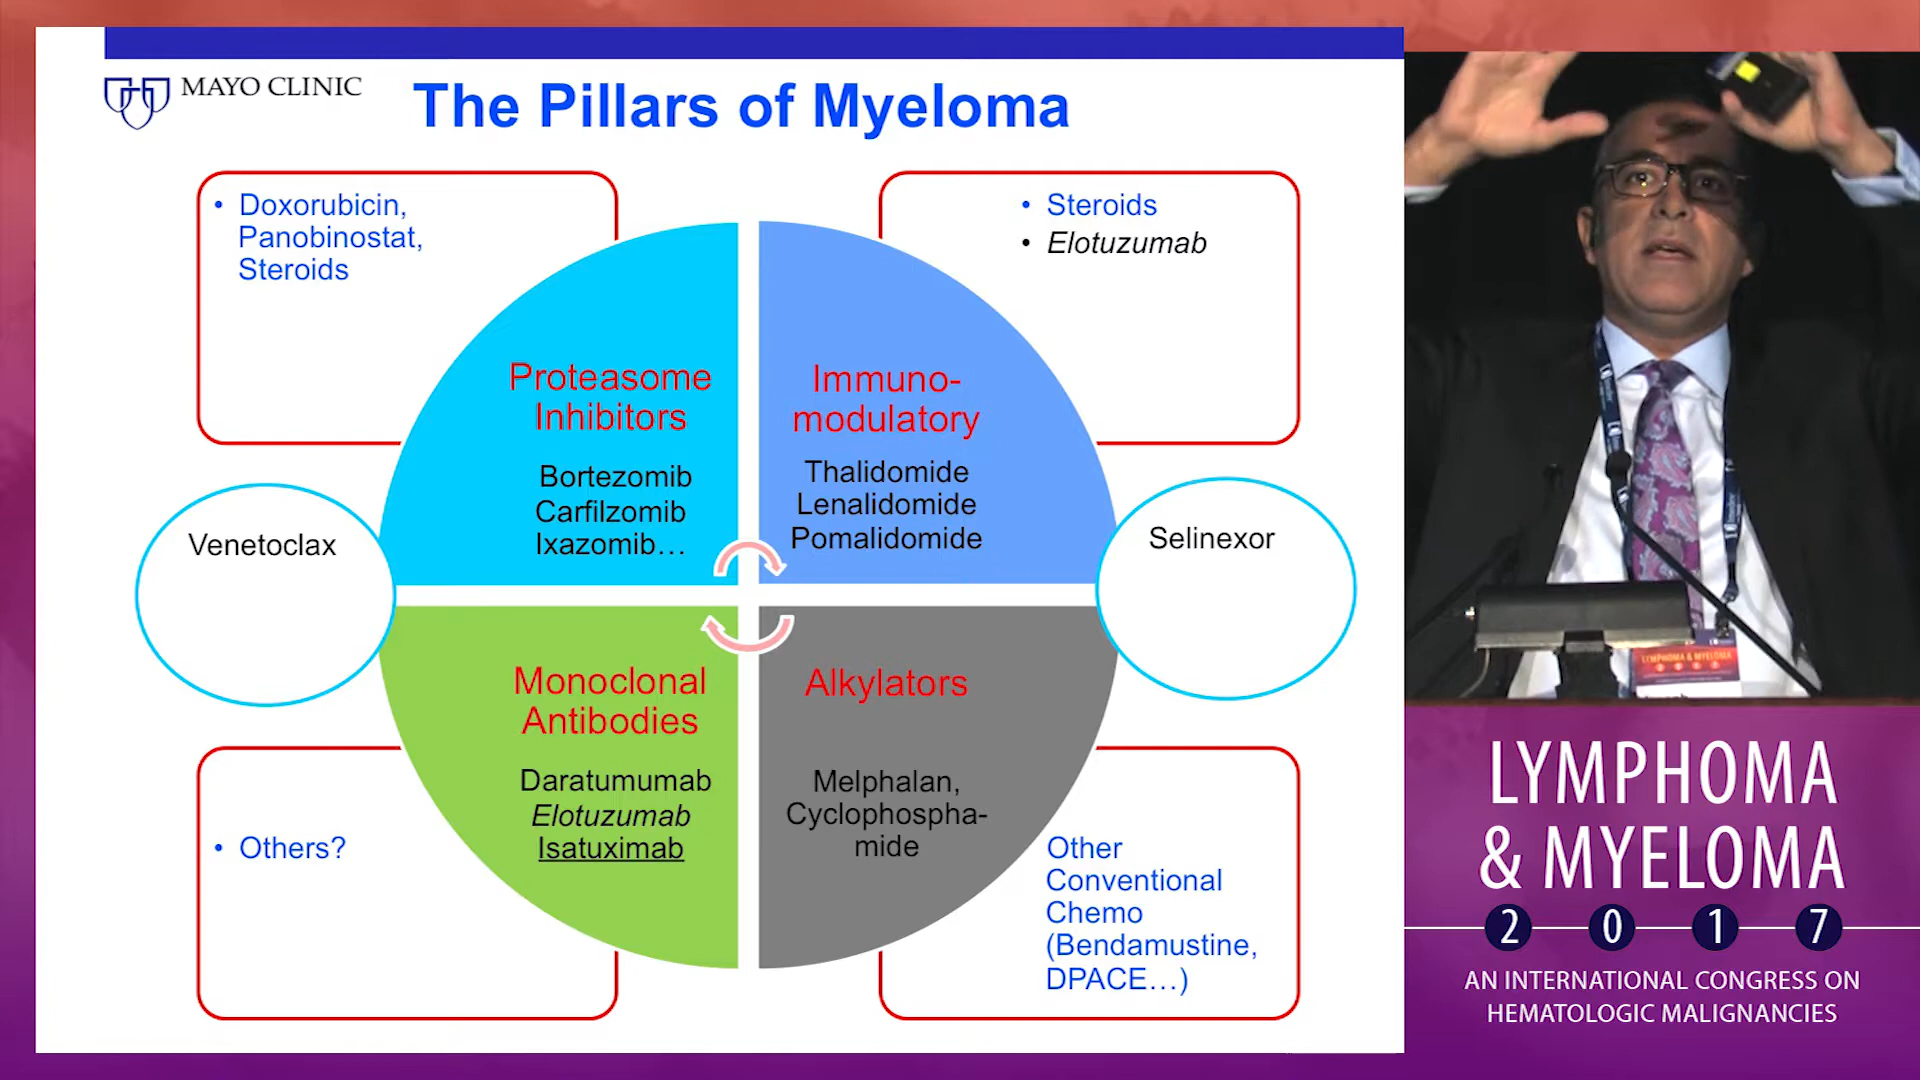 MAYO CLINIC
The Pillars of Myeloma
• Doxorubicin,
Panobinostat,
Steroids
• Steroids
• Elotuzumab
Proteasome
Inhibitors
Bortezomib
Carfilzomib
Ixazomib…
Immuno-
modulatory
Thalidomide
Lenalidomide
Pomalidomide
Venetoclax
Selinexor
Monoclonal
Antibodies
Daratumumab
Elotuzumab
Isatuximab
Alkylators
Melphalan,
Cyclophospha-
mide
• Others?
Other
Conventional
Chemo
(Bendamustine,
DPACE…)
LYMPHOMA & MYELOMA
LYMPHOMA
& MYELOMA
2 0 1 7
AN INTERNATIONAL CONGRESS ON
HEMATOLOGIC MALIGNANCIES